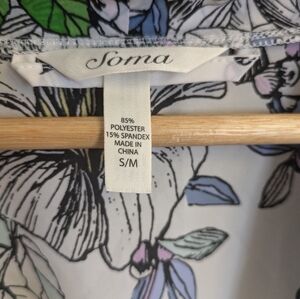 Soma
85%
POLYESTER
15% SPANDEX
MADE IN
CHINA
S/M